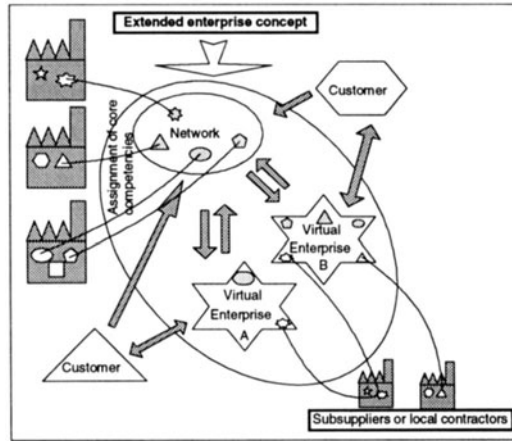 Extended enterprise concept
Customer
Assignment of core
competencies
Network
Virtual
Enterprise
B
Virtual
Enterprise
A
Customer
Subsuppliers or local contractors